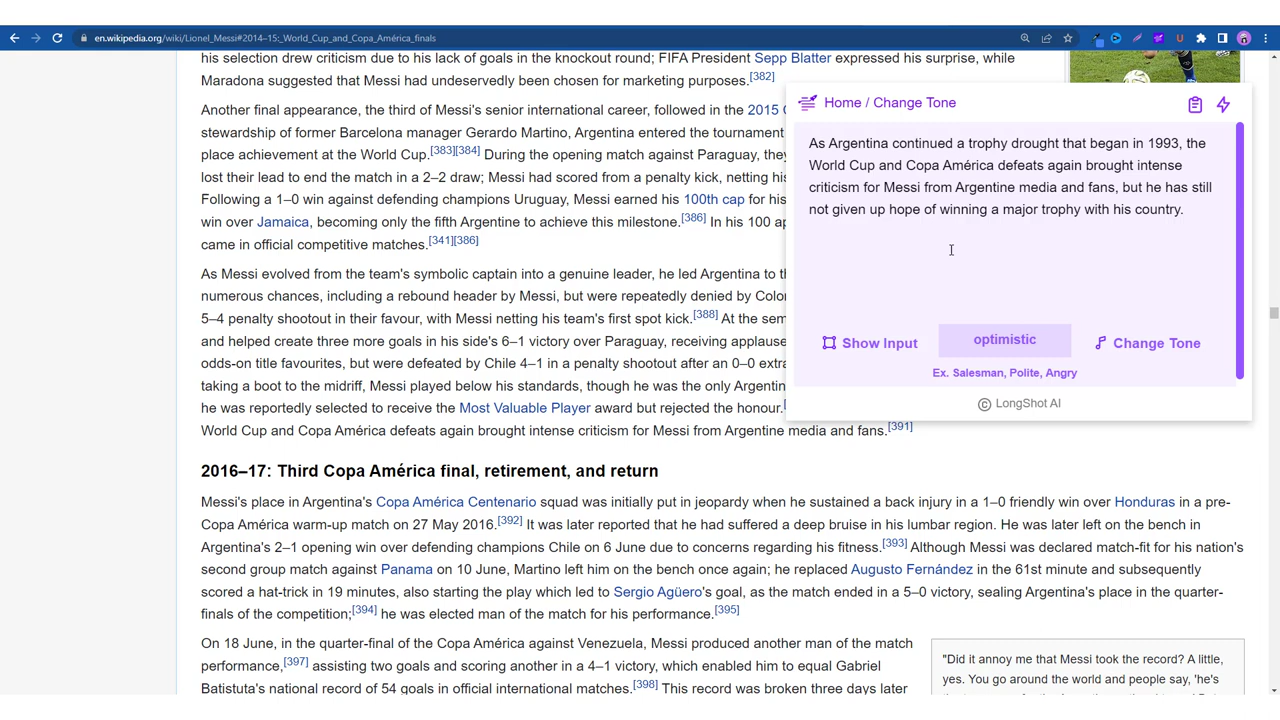 en.wikipedia.org/wiki/Lionel_Messi#2014–15:_World_Cup_and_Copa_América_finals
his selection drew criticism due to his lack of goals in the knockout round; FIFA President Sepp Blatter expressed his surprise, while
Maradona suggested that Messi had undeservedly been chosen for marketing purposes.[382]
Another final appearance, the third of Messi's senior international career, followed in the 2015
stewardship of former Barcelona manager Gerardo Martino, Argentina entered the tournament
place achievement at the World Cup.[383][384] During the opening match against Paraguay, they
lost their lead to end the match in a 2–2 draw; Messi had scored from a penalty kick, netting his
Following a 1–0 win against defending champions Uruguay, Messi earned his 100th cap for his
win over Jamaica, becoming only the fifth Argentine to achieve this milestone.[386] In his 100
came in official competitive matches.[341][386]
As Messi evolved from the team's symbolic captain into a genuine leader, he led Argentina to
numerous chances, including a rebound header by Messi, but were repeatedly denied by
5–4 penalty shootout in their favour, with Messi netting his team's first spot kick.[388] At the
and helped create three more goals in his side's 6–1 victory over Paraguay, receiving
odds-on title favourites, but were defeated by Chile 4–1 in a penalty shootout after an 0–0
taking a boot to the midriff, Messi played below his standards, though he was the only
he was reportedly selected to receive the Most Valuable Player award but rejected the honour.
World Cup and Copa América defeats again brought intense criticism for Messi from Argentine media and fans.[391]
Home / Change Tone
As Argentina continued a trophy drought that began in 1993, the
World Cup and Copa América defeats again brought intense
criticism for Messi from Argentine media and fans, but he has still
not given up hope of winning a major trophy with his country.
Show Input
optimistic
Change Tone
Ex. Salesman, Polite, Angry
© LongShot AI
2016–17: Third Copa América final, retirement, and return
Messi's place in Argentina's Copa América Centenario squad was initially put in jeopardy when he sustained a back injury in a 1–0 friendly win over Honduras in a pre-
Copa América warm-up match on 27 May 2016.[392] It was later reported that he had suffered a deep bruise in his lumbar region. He was later left on the bench in
Argentina's 2–1 opening win over defending champions Chile on 6 June due to concerns regarding his fitness.[393] Although Messi was declared match-fit for his nation's
second group match against Panama on 10 June, Martino left him on the bench once again; he replaced Augusto Fernández in the 61st minute and subsequently
scored a hat-trick in 19 minutes, also starting the play which led to Sergio Agüero's goal, as the match ended in a 5–0 victory, sealing Argentina's place in the quarter-
finals of the competition;[394] he was elected man of the match for his performance.[395]
On 18 June, in the quarter-final of the Copa América against Venezuela, Messi produced another man of the match
performance,[397] assisting two goals and scoring another in a 4–1 victory, which enabled him to equal Gabriel
Batistuta's national record of 54 goals in official international matches.[398] This record was broken three days later
"Did it annoy me that Messi took the record? A little,
yes. You go around the world and people say, 'he's